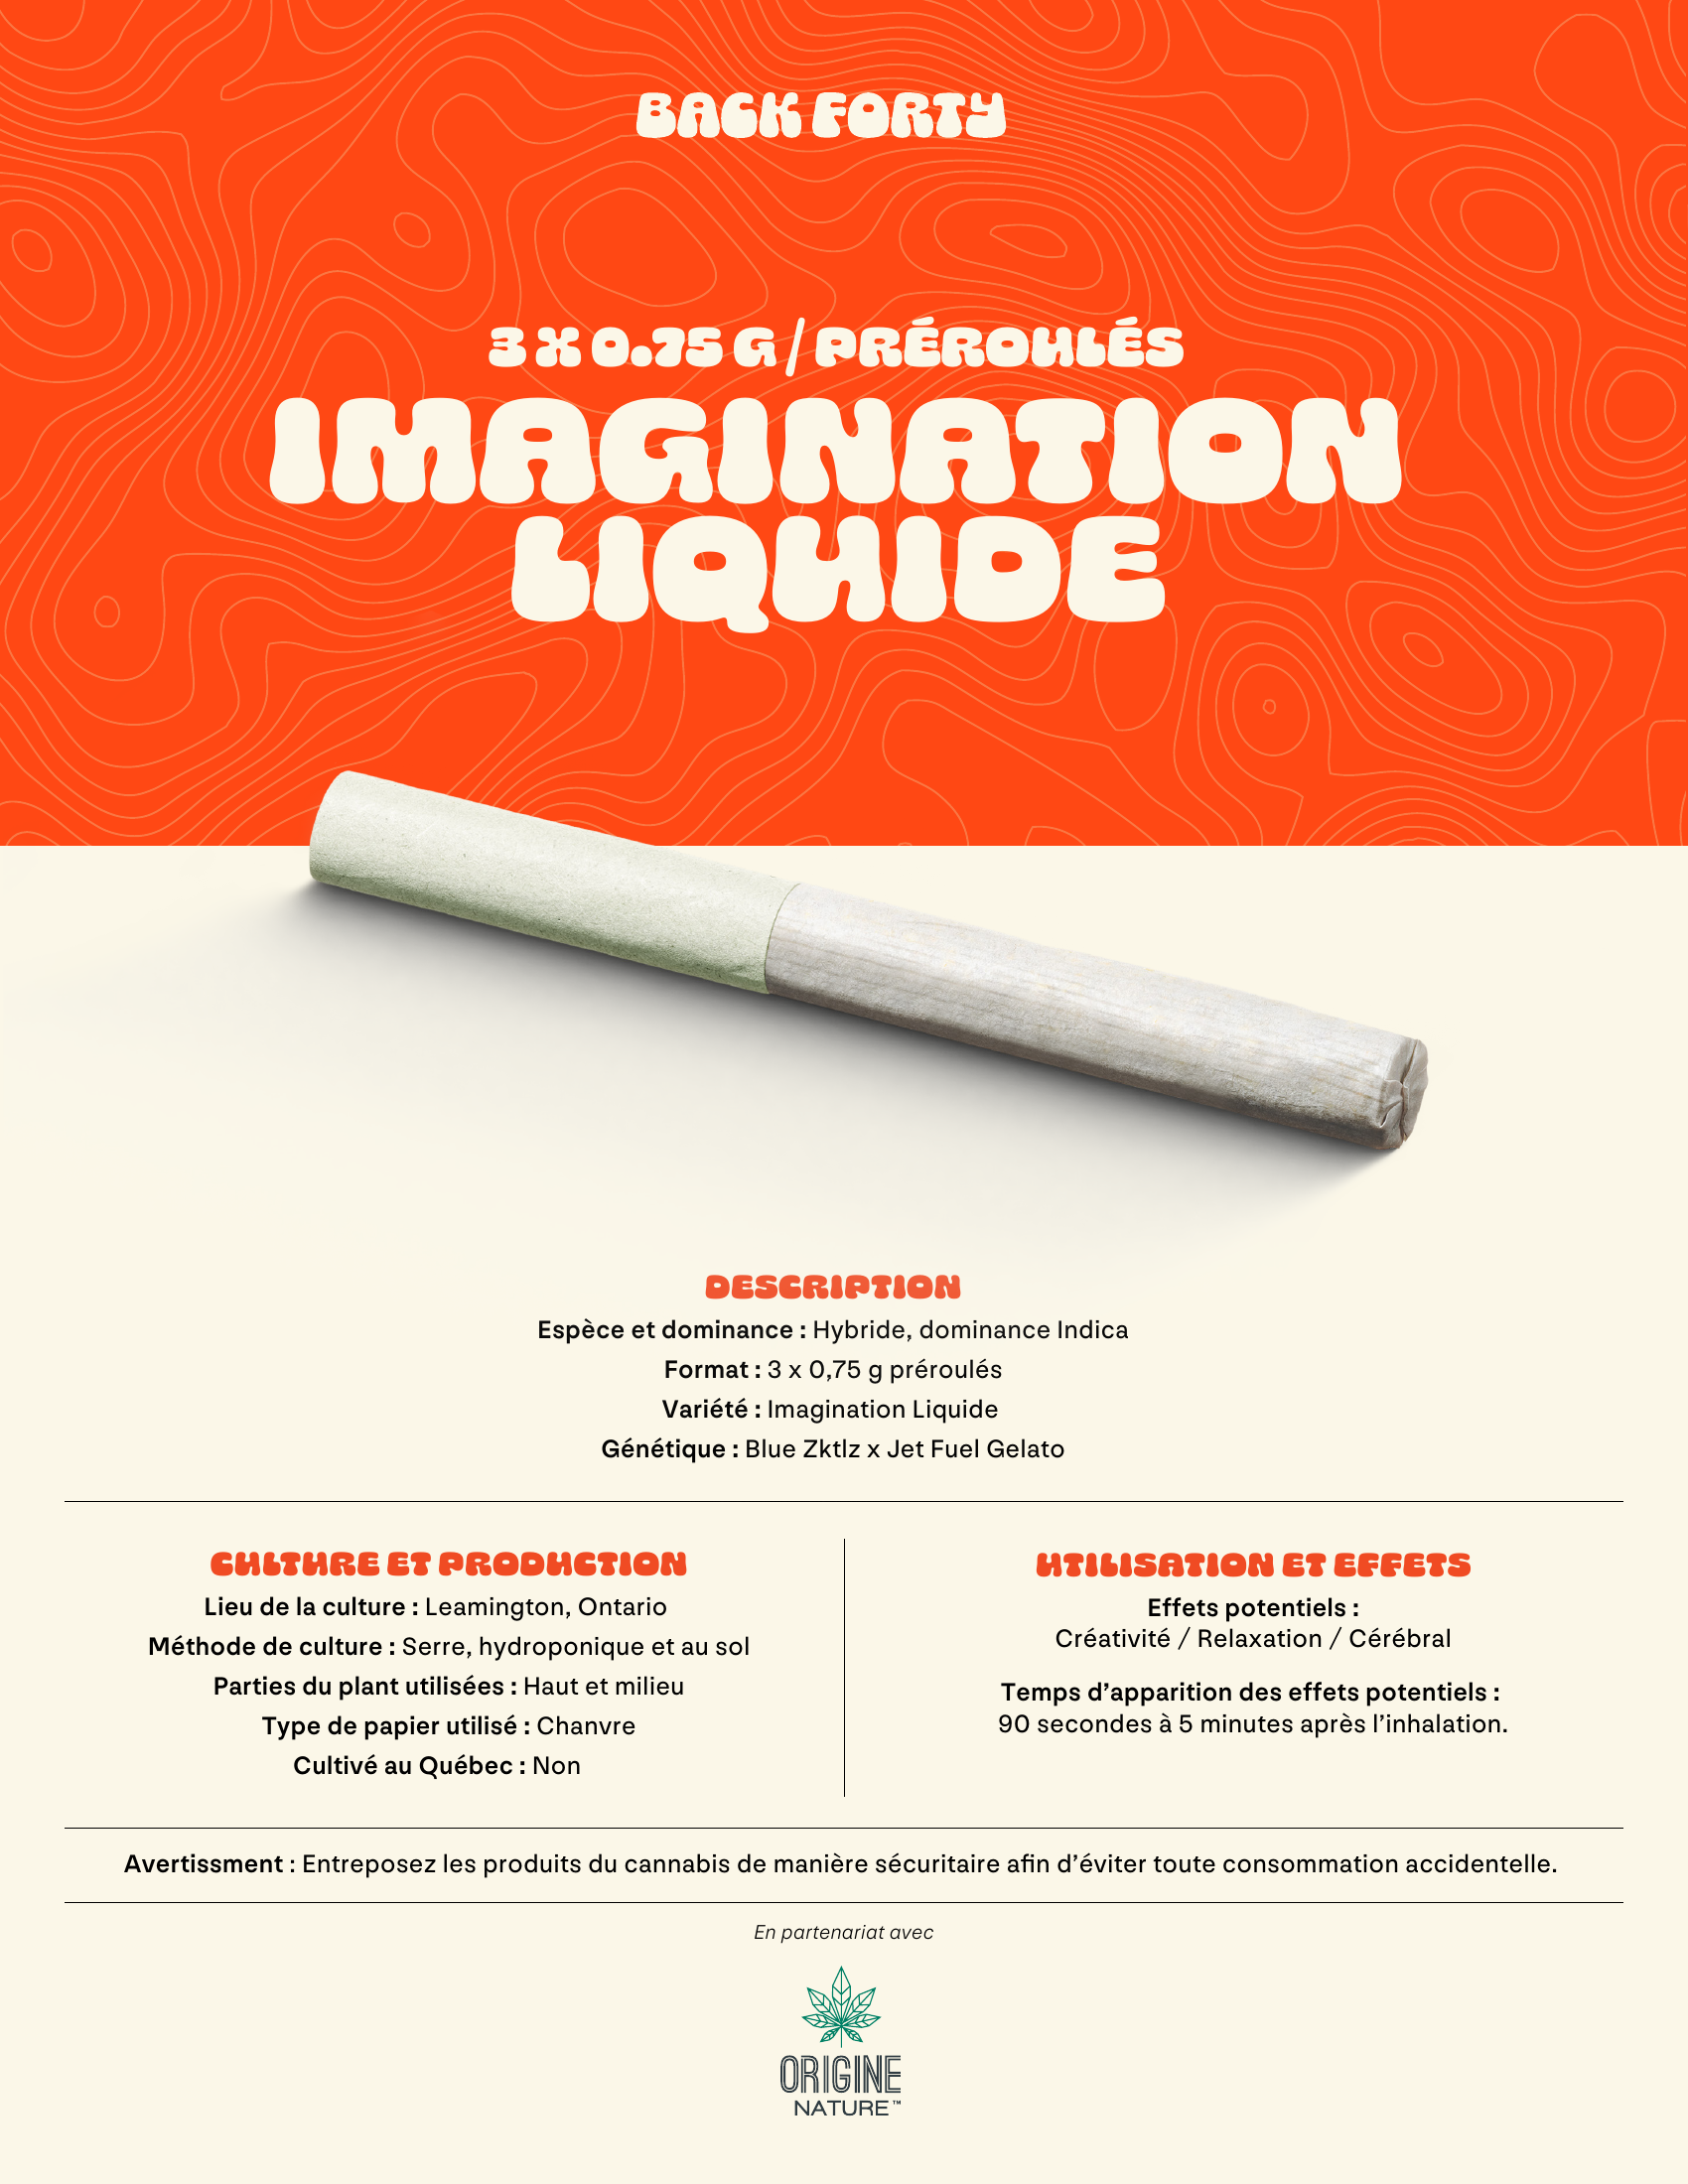 BACK FORTY
3 X 0.75 G / PRÉROULÉS
IMAGINATION
LIQUIDE
DESCRIPTION
Espèce et dominance : Hybride, dominance Indica
Format : 3 x 0,75 g préroulés
Variété : Imagination Liquide
Génétique : Blue Zktlz x Jet Fuel Gelato
CULTURE ET PRODUCTION
Lieu de la culture : Leamington, Ontario
Méthode de culture : Serre, hydroponique et au sol
Parties du plant utilisées : Haut et milieu
Type de papier utilisé : Chanvre
Cultivé au Québec : Non
UTILISATION ET EFFETS
Effets potentiels :
Créativité / Relaxation / Cérébral
Temps d’apparition des effets potentiels :
90 secondes à 5 minutes après l’inhalation.
Avertissment : Entreposez les produits du cannabis de manière sécuritaire afin d’éviter toute consommation accidentelle.
En partenariat avec
ORIGINE
NATURE™